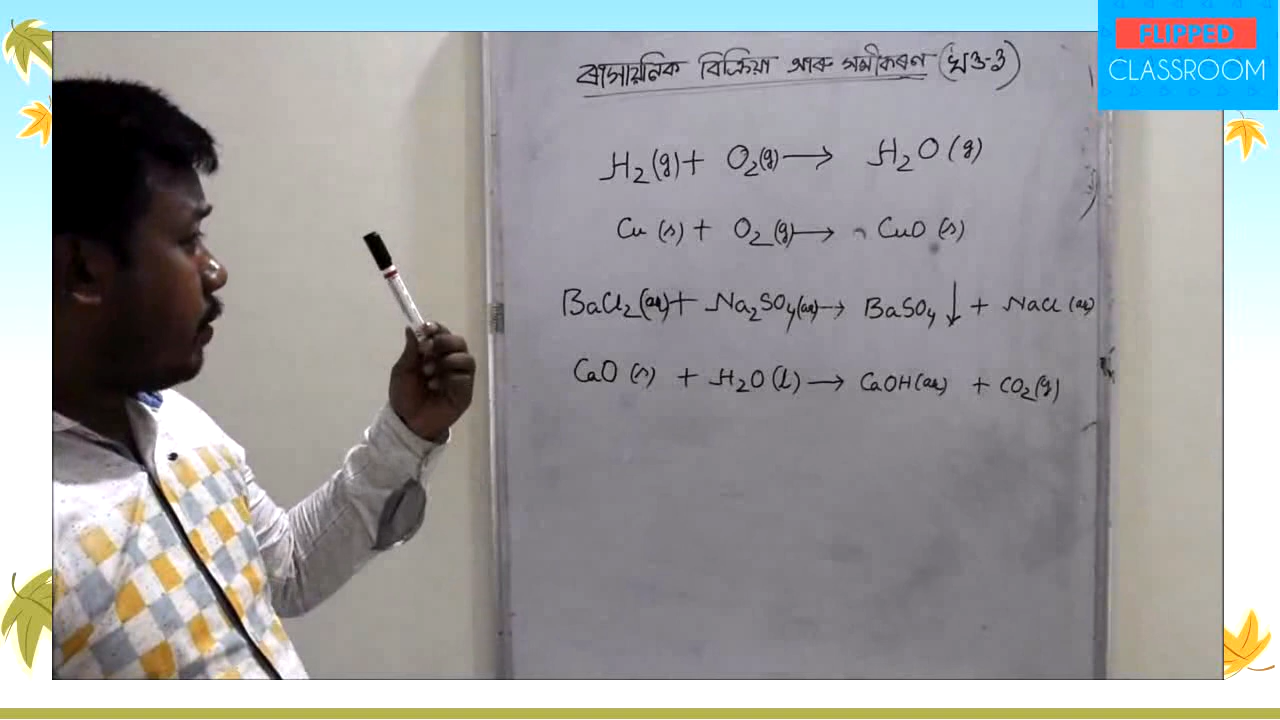 FLIPPED
CLASSROOM
ৰাসায়নিক বিক্ৰিয়া আৰু সমীকৰণ (খণ্ড-১)
H₂(g) + O₂(g) ⟶ H₂O (g)
Cu (s) + O₂ (g) ⟶ CuO (s)
BaCl₂ (aq) + Na₂SO₄ (aq) → BaSO₄ ↓ + NaCl (aq)
CaO (s) + H₂O (l) ⟶ CaOH (aq) + CO₂ (g)